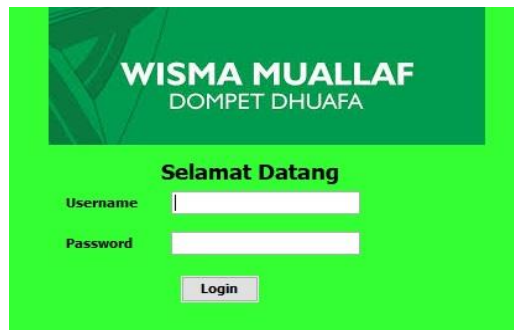 WISMA MUALLAF
DOMPET DHUAFA
Selamat Datang
Username
Password
Login